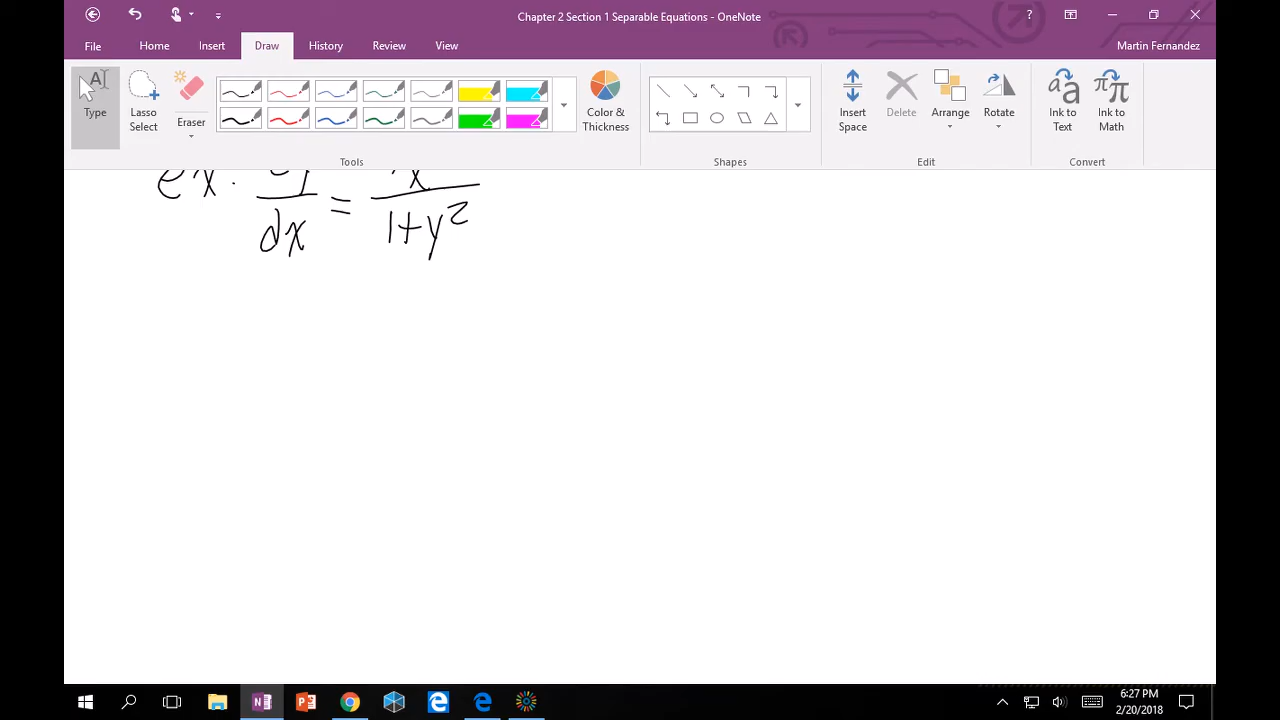 Chapter 2 Section 1 Separable Equations - OneNote
?
File Home Insert Draw History Review View Martin Fernandez
Type Lasso Select Eraser Color & Thickness Insert Space Delete Arrange Rotate Ink to Text Ink to Math
Tools Shapes Edit Convert
ex.
dx = 1+y²
6:27 PM
2/20/2018